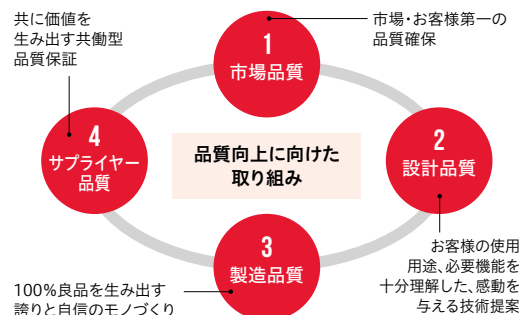 共に価値を
生み出す共働型
品質保証
市場・お客様第一の
品質確保
1
市場品質
4
サプライヤー
品質
品質向上に向けた
取り組み
2
設計品質
3
製造品質
100%良品を生み出す
誇りと自信のモノづくり
お客様の使用
用途、必要機能を
十分理解した、感動を
与える技術提案